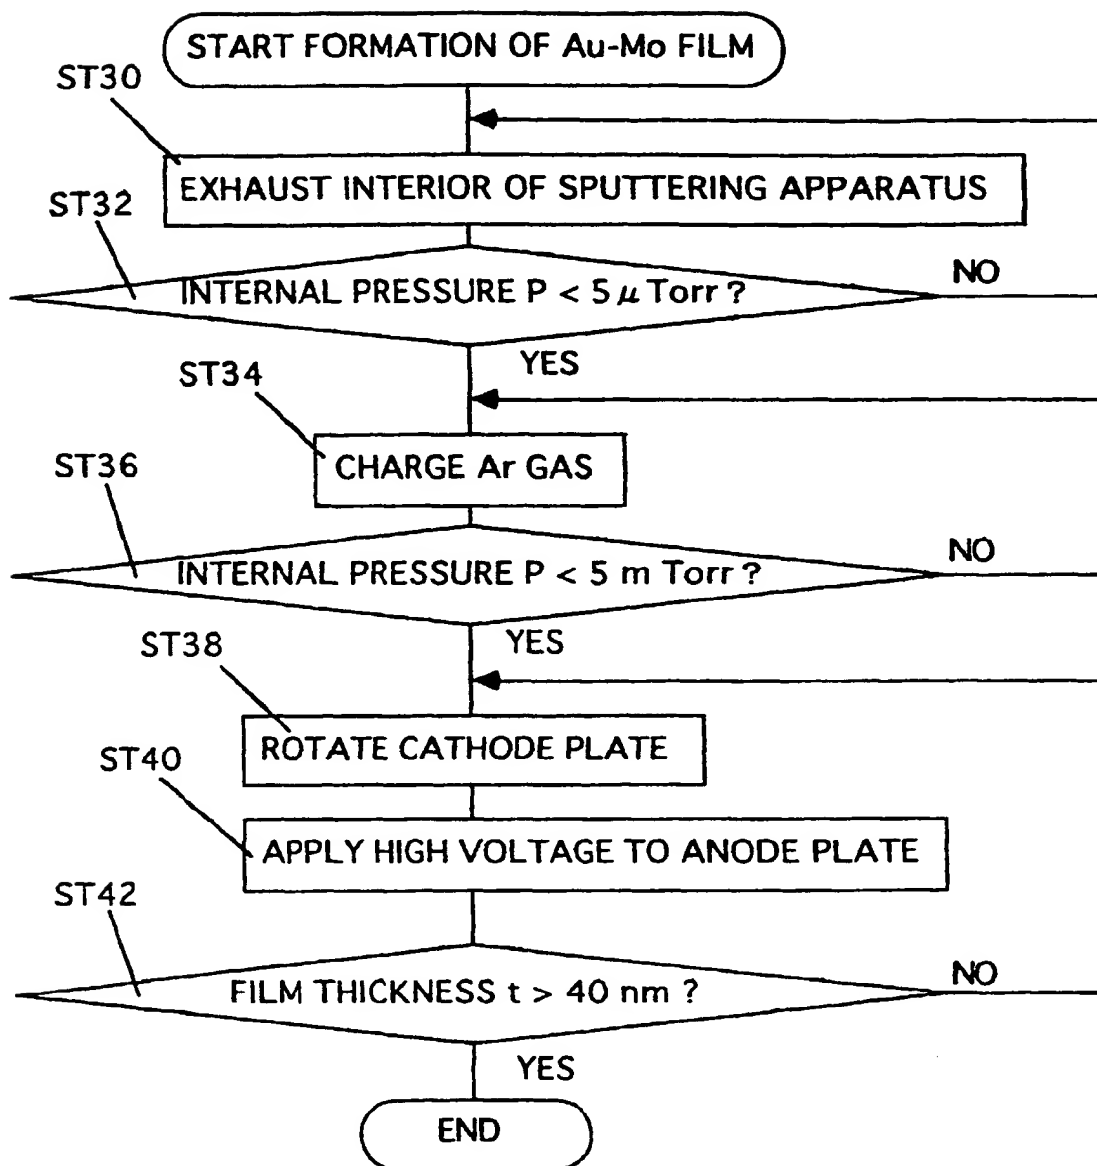 START FORMATION OF Au-Mo FILM
ST30
EXHAUST INTERIOR OF SPUTTERING APPARATUS
ST32
INTERNAL PRESSURE P < 5 μ Torr ?
NO
YES
ST34
CHARGE Ar GAS
ST36
INTERNAL PRESSURE P < 5 m Torr ?
NO
YES
ST38
ROTATE CATHODE PLATE
ST40
APPLY HIGH VOLTAGE TO ANODE PLATE
ST42
FILM THICKNESS t > 40 nm ?
NO
YES
END